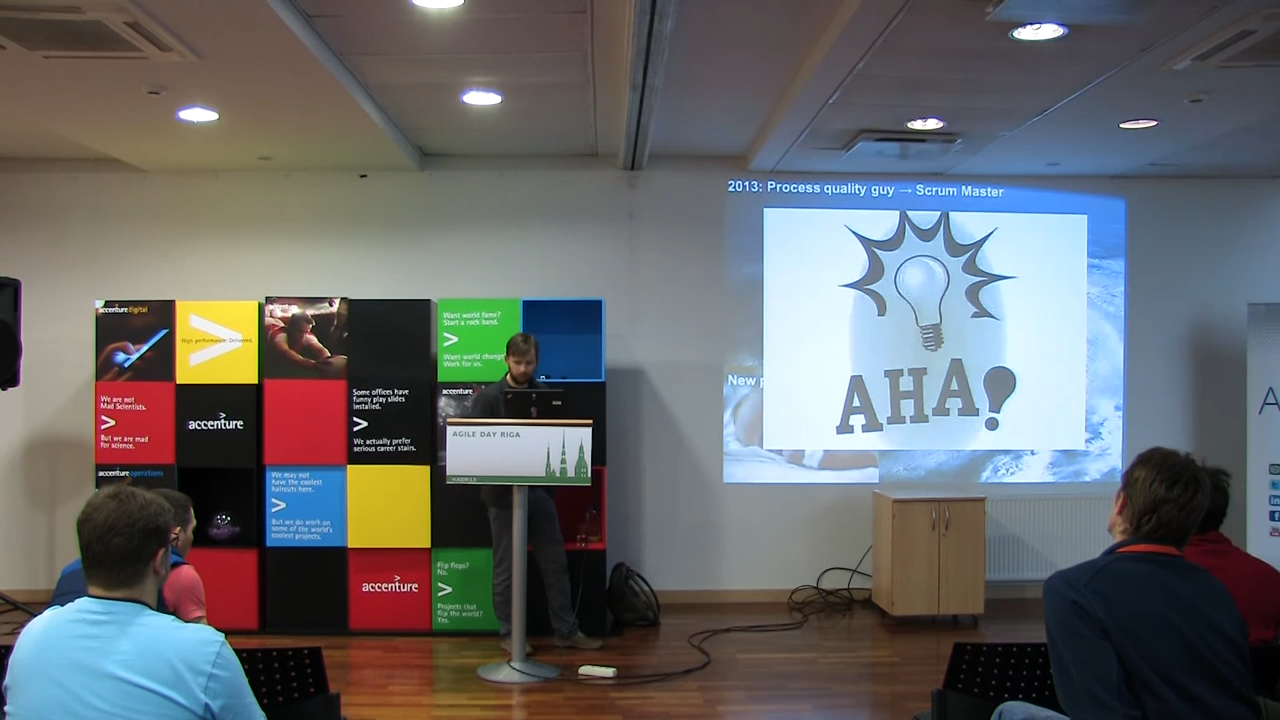 2013: Process quality guy → Scrum Master
AHA!
New
accenturedigital
High performance. Delivered.
accenture
Want world fame?
Start a rock band.
Want world change
Work for us.
We are not
Mad Scientists.
But we are mad
for science.
accenture
Some offices have
funny play slides
installed.
We actually prefer
serious career stairs.
accenture
AGILE DAY RIGA
accentureoperations
We may not
have the coolest
haircuts here.
But we do work on
some of the world's
coolest projects.
accenture
Flip flops?
No.
Projects that
flip the world?
Yes.
A